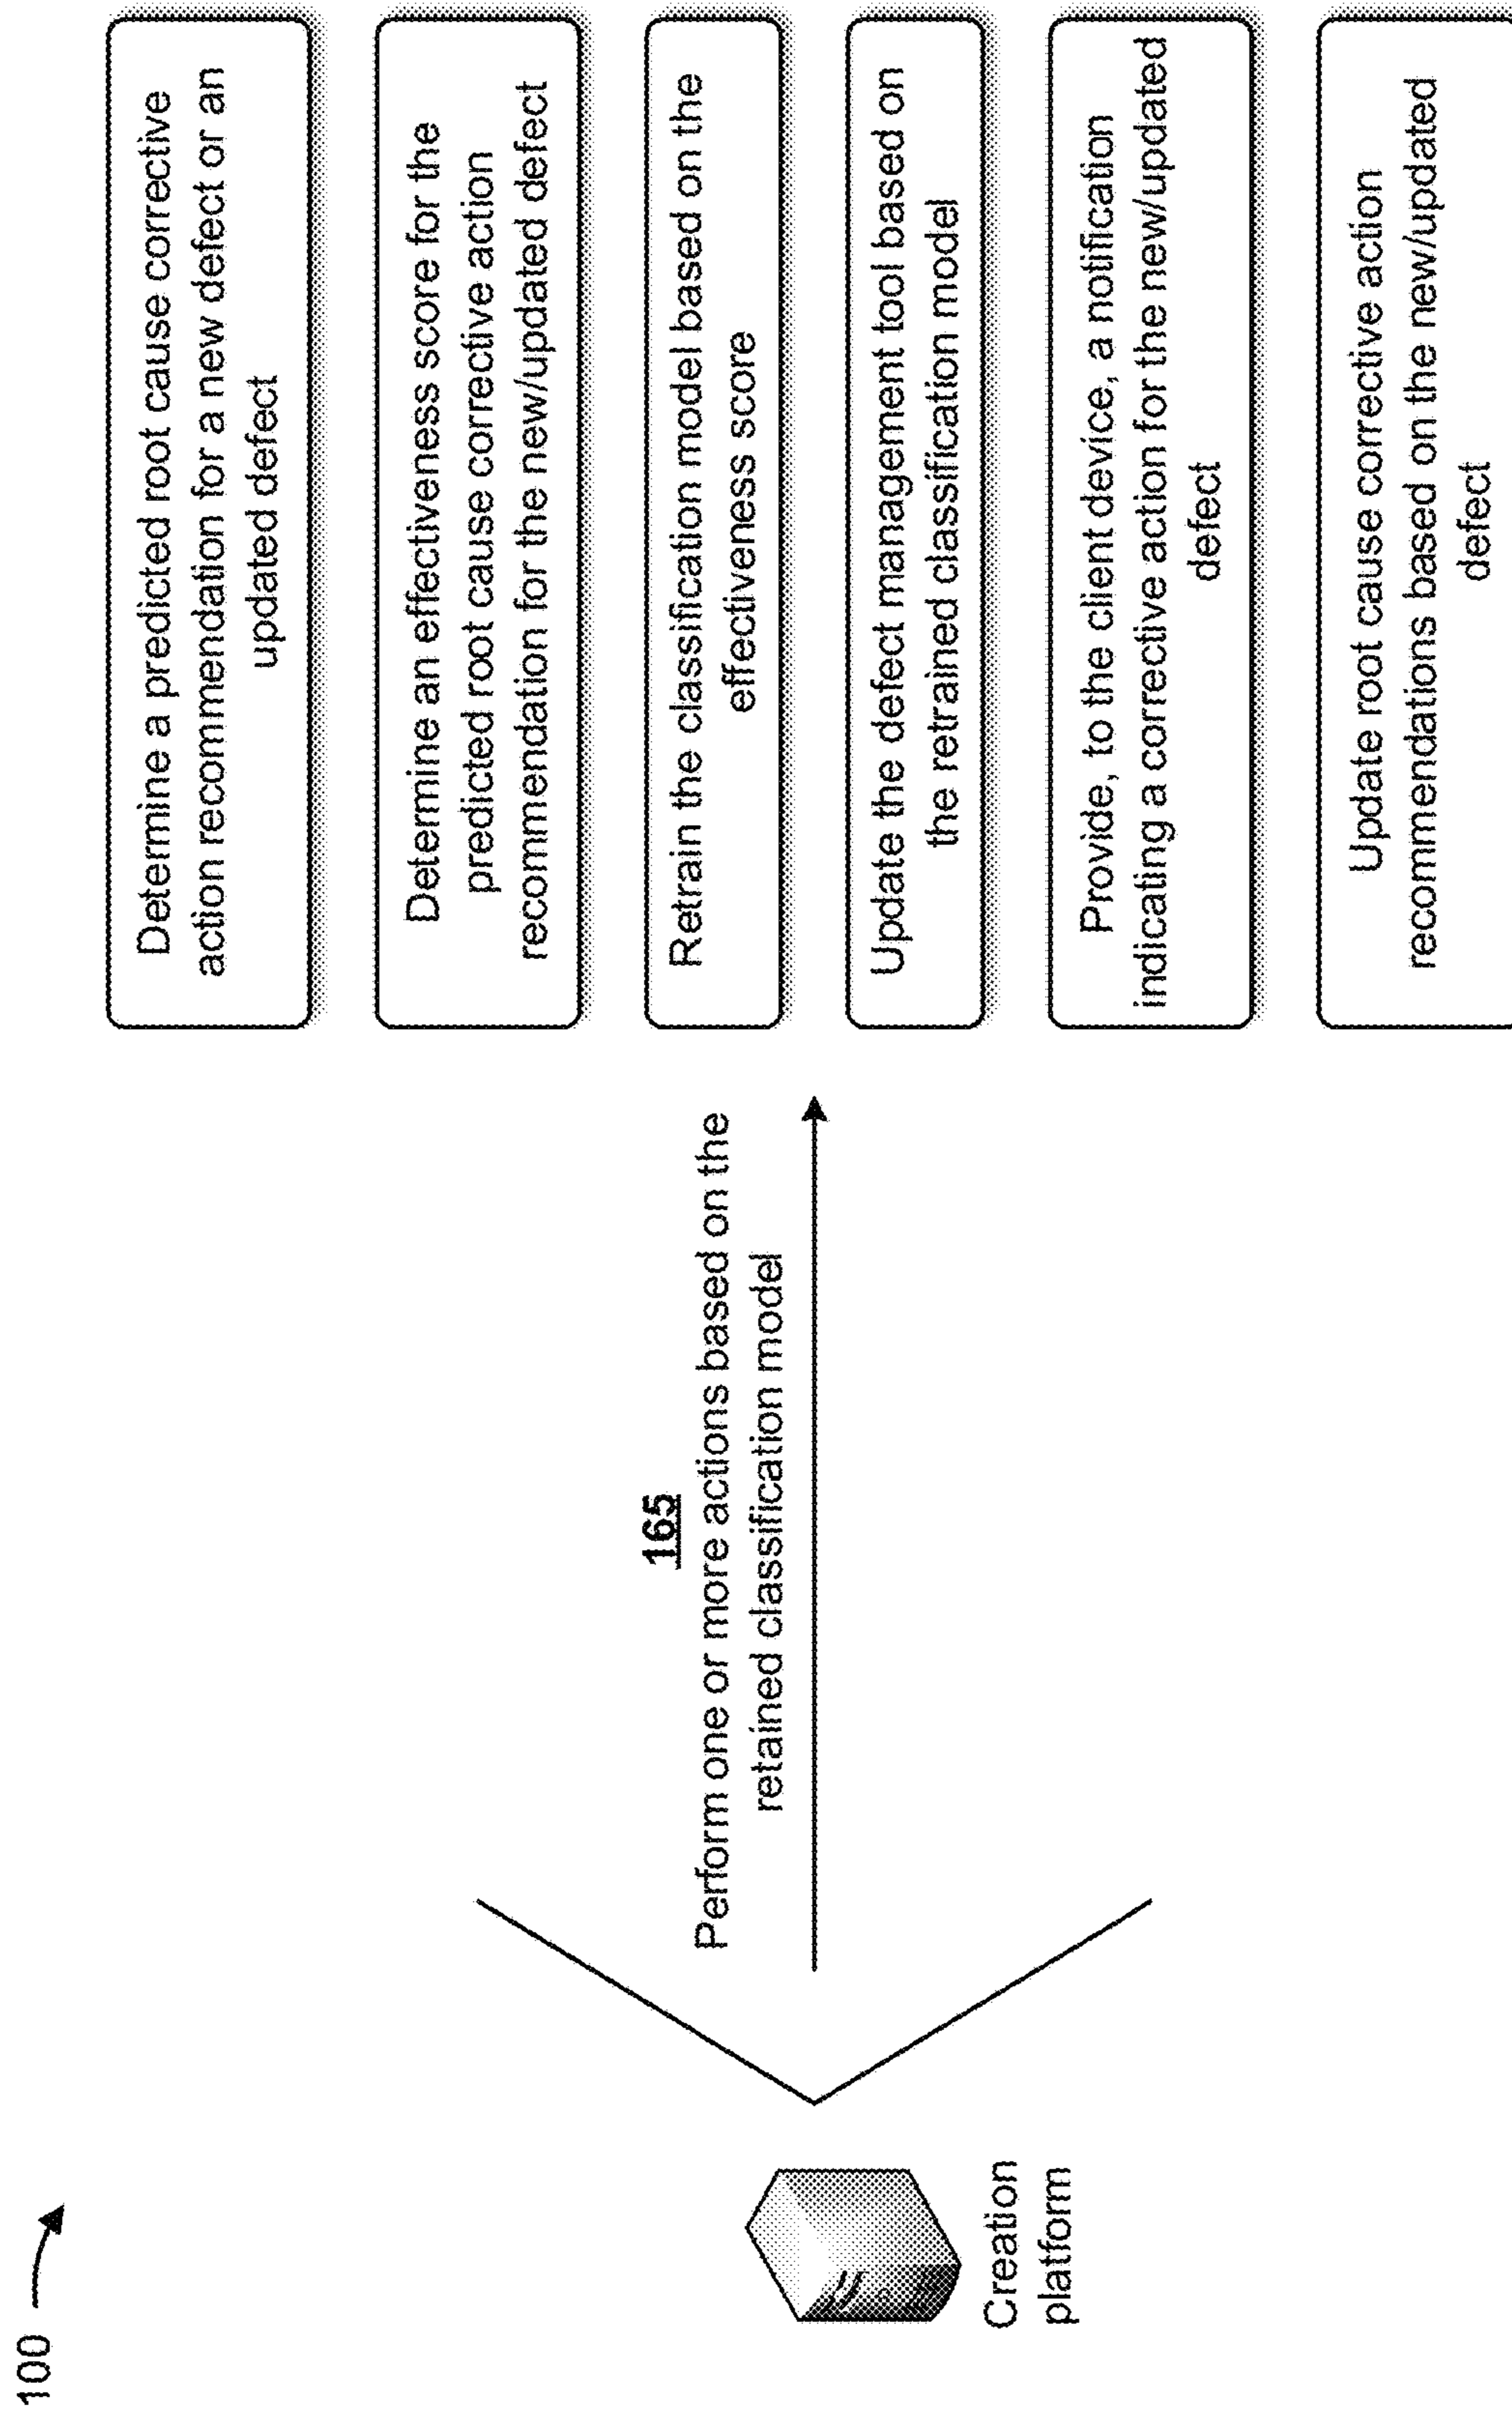 100
Creation
platform
165
Perform one or more actions based on the
retained classification model
Determine a predicted root cause corrective
action recommendation for a new defect or an
updated defect
Determine an effectiveness score for the
predicted root cause corrective action
recommendation for the new/updated defect
Retrain the classification model based on the
effectiveness score
Update the defect management tool based on
the retrained classification model
Provide, to the client device, a notification
indicating a corrective action for the new/updated
defect
Update root cause corrective action
recommendations based on the new/updated
defect